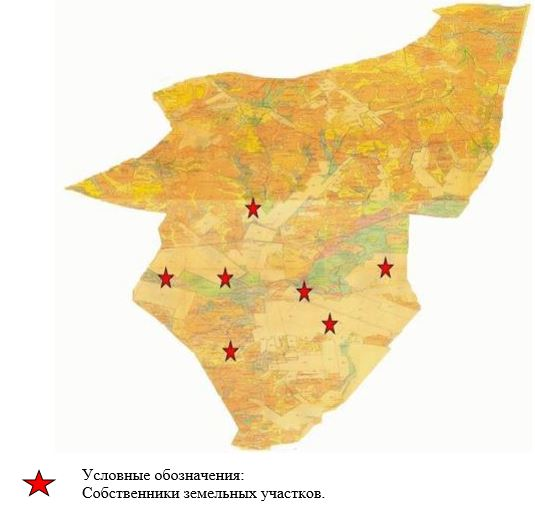 Условные обозначения:
Собственники земельных участков.